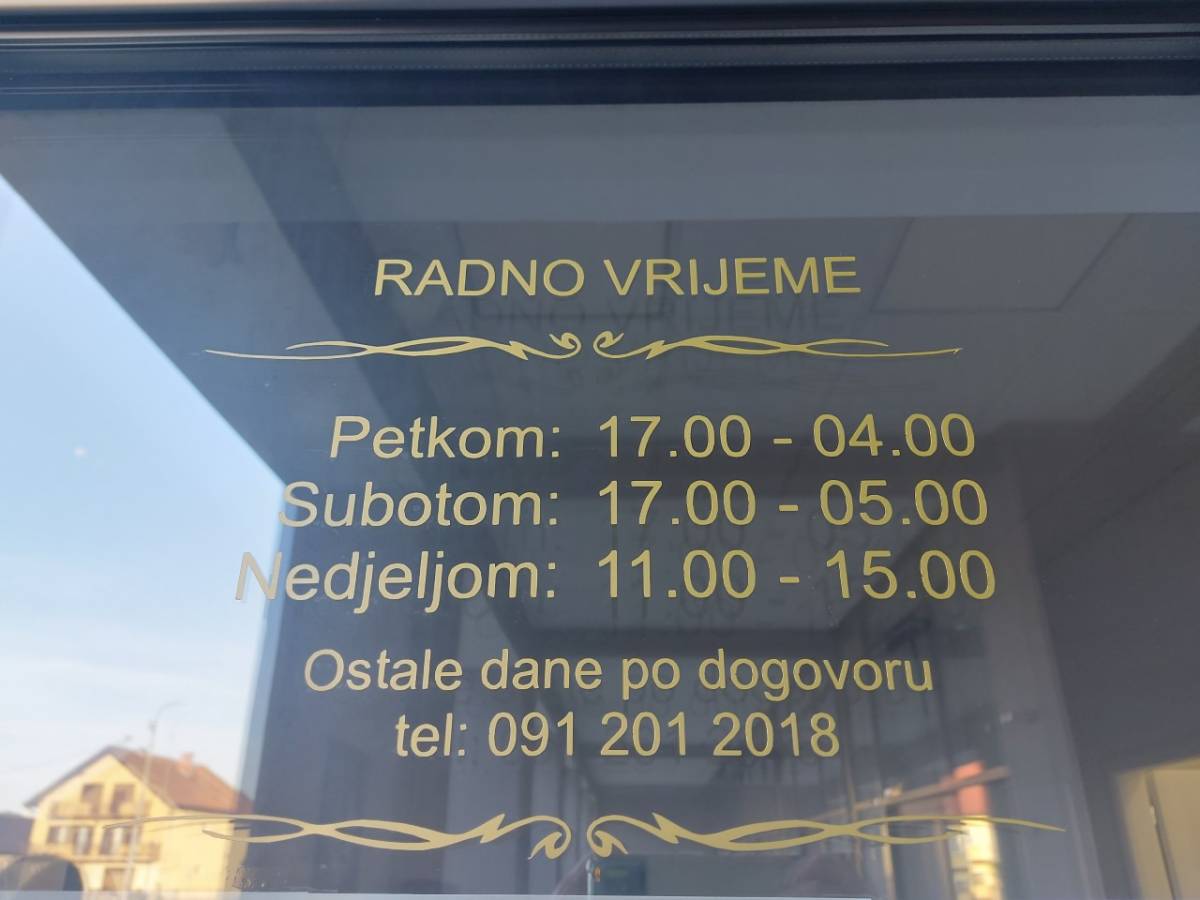 RADNO VRIJEME
Petkom: 17.00 - 04.00
Subotom: 17.00 - 05.00
Nedjeljom: 11.00 - 15.00
Ostale dane po dogovoru
tel: 091 201 2018